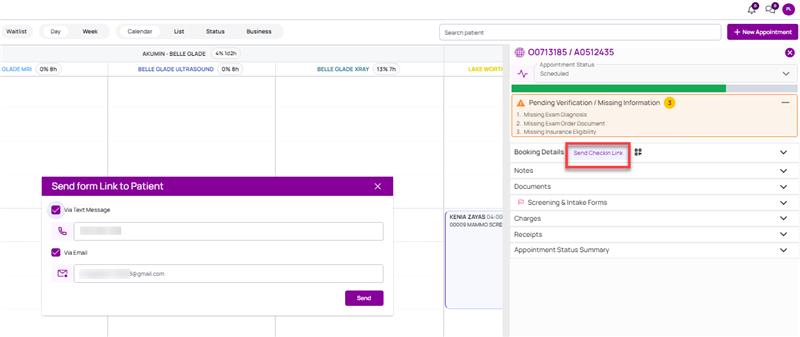 0 0 PL
Waitlist Day Week Calendar List Status Business Search patient + New Appointment
AKUMIN - BELLE GLADE 4% 1d2h
GLADE MRI 0% 8h BELLE GLADE ULTRASOUND 0% 8h BELLE GLADE XRAY 13% 7h LAKE WORTH
O0713185 / A0512435
Appointment Status
Scheduled
Pending Verification / Missing Information 3
1. Missing Exam Diagnosis
2. Missing Exam Order Document
3. Missing Insurance Eligibility
Booking Details Send Checkin Link
Notes
Documents
Screening & Intake Forms
Charges
Receipts
Appointment Status Summary
Send form Link to Patient
Via Text Message
Via Email
@gmail.com
Send
KENIA ZAYAS 04-00
00009 MAMMO SCRE